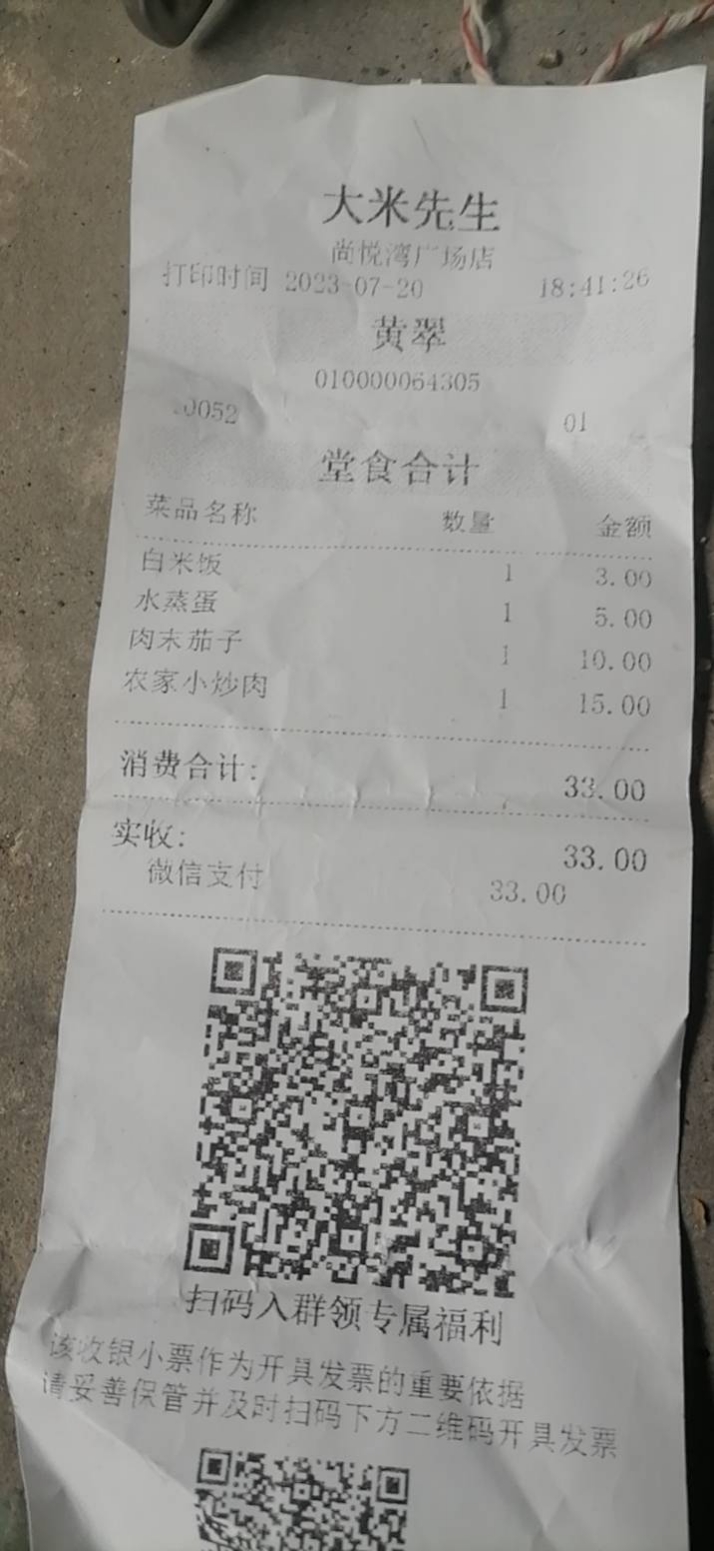 大米先生
尚悦湾广场店
打印时间 2023-07-20 18:41:26
黄翠
010000064305
0052 01
堂食合计
菜品名称 数量 金额
白米饭 1 3.00
水蒸蛋 1 5.00
肉末茄子 1 10.00
农家小炒肉 1 15.00
消费合计: 33.00
实收: 33.00
微信支付 33.00
扫码入群领专属福利
该收银小票作为开具发票的重要依据
请妥善保管并及时扫码下方二维码开具发票